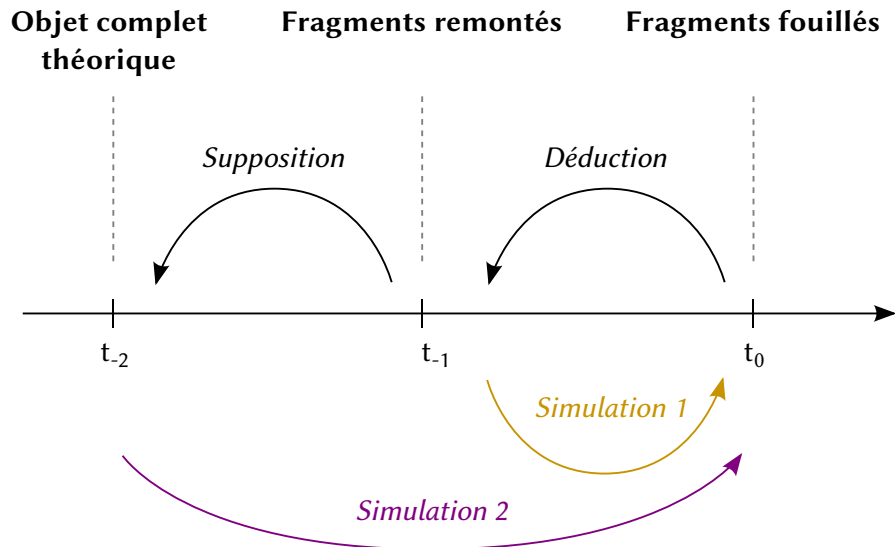 Objet complet
théorique
Fragments remontés
Fragments fouillés
Supposition
Déduction
t-2
t-1
t0
Simulation 1
Simulation 2